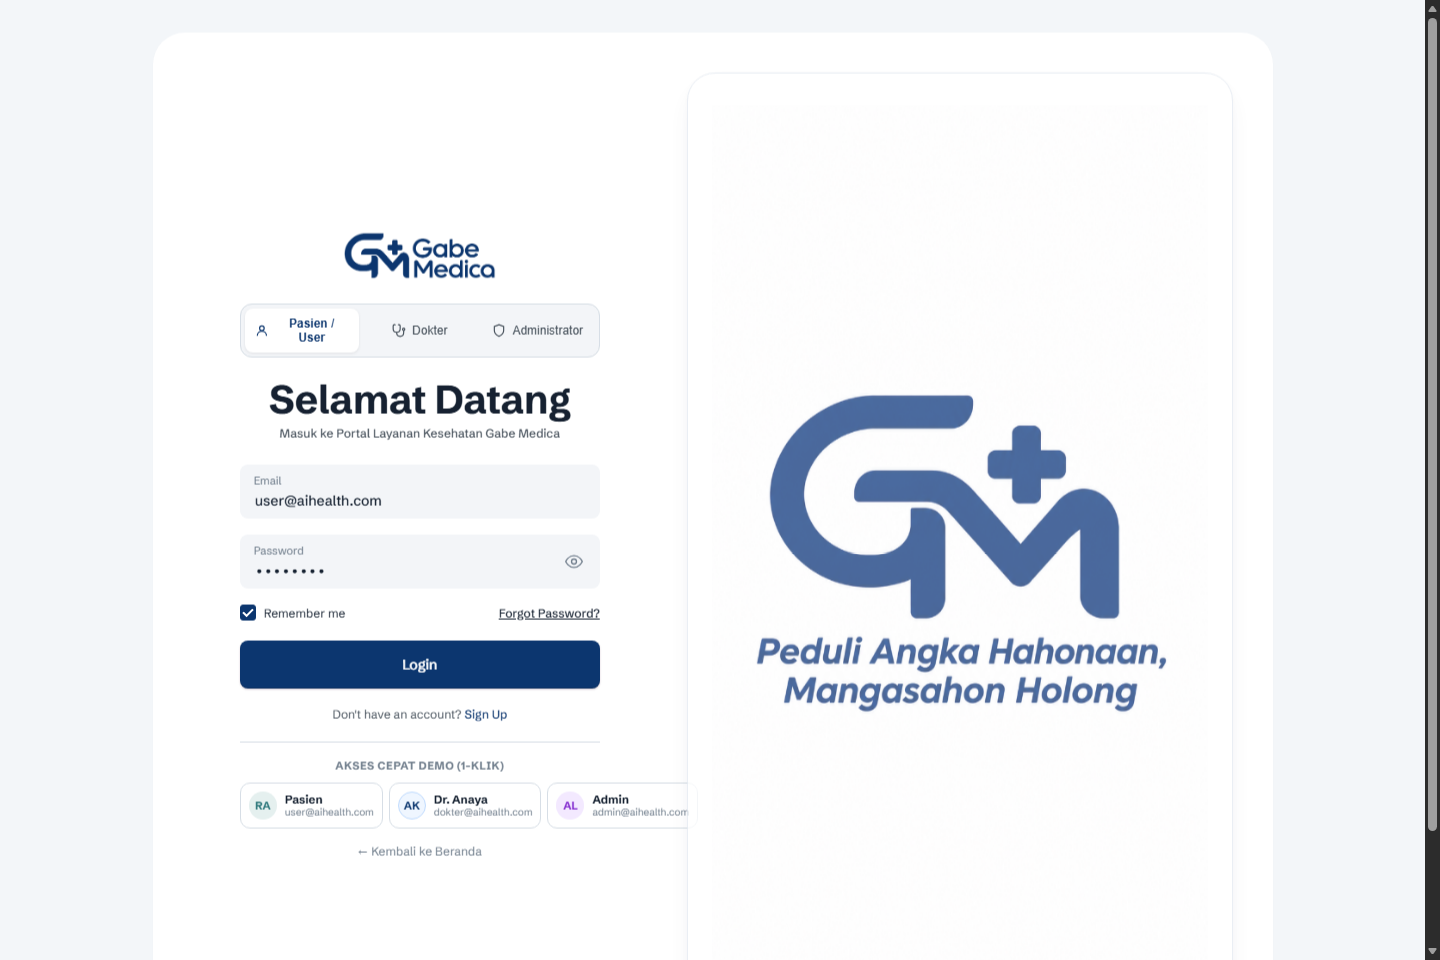 Gabe
Medica
Pasien /
User
Dokter
Administrator
Selamat Datang
Masuk ke Portal Layanan Kesehatan Gabe Medica
Email
user@aihealth.com
Password
••••••••
Remember me
Forgot Password?
Login
Don't have an account? Sign Up
AKSES CEPAT DEMO (1-KLIK)
RA
Pasien
user@aihealth.com
AK
Dr. Anaya
dokter@aihealth.com
AL
Admin
admin@aihealth.com
← Kembali ke Beranda
GM
Peduli Angka Hahonaan,
Mangasahon Holong